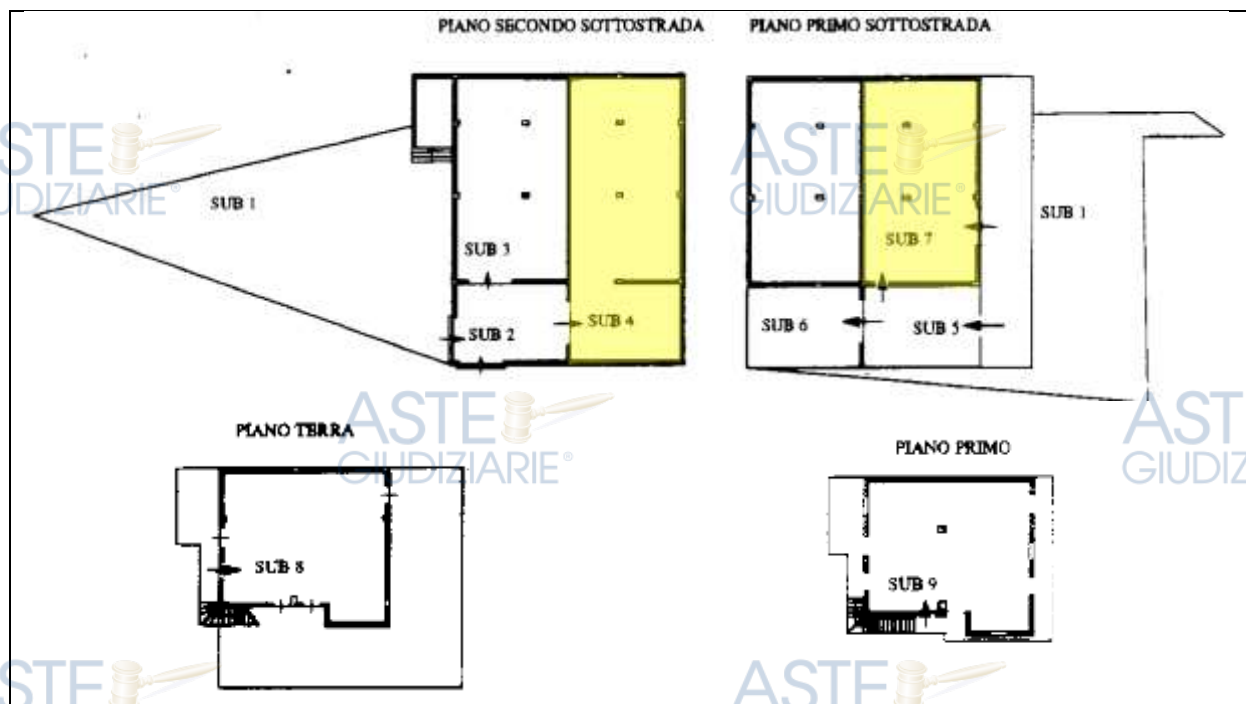 PIANO SECONDO SOTTOSTRADA
PIANO PRIMO SOTTOSTRADA
ASTE
GIUDIZIARIE®
ASTE
GIUDIZIARIE®
SUB 1
SUB 3
SUB 2
SUB 4
SUB 7
SUB 1
SUB 6
SUB 5
ASTE
GIUDIZIARIE®
AST
GIUDIZ
PIANO TERRA
PIANO PRIMO
SUB 8
SUB 9
STE
ASTE